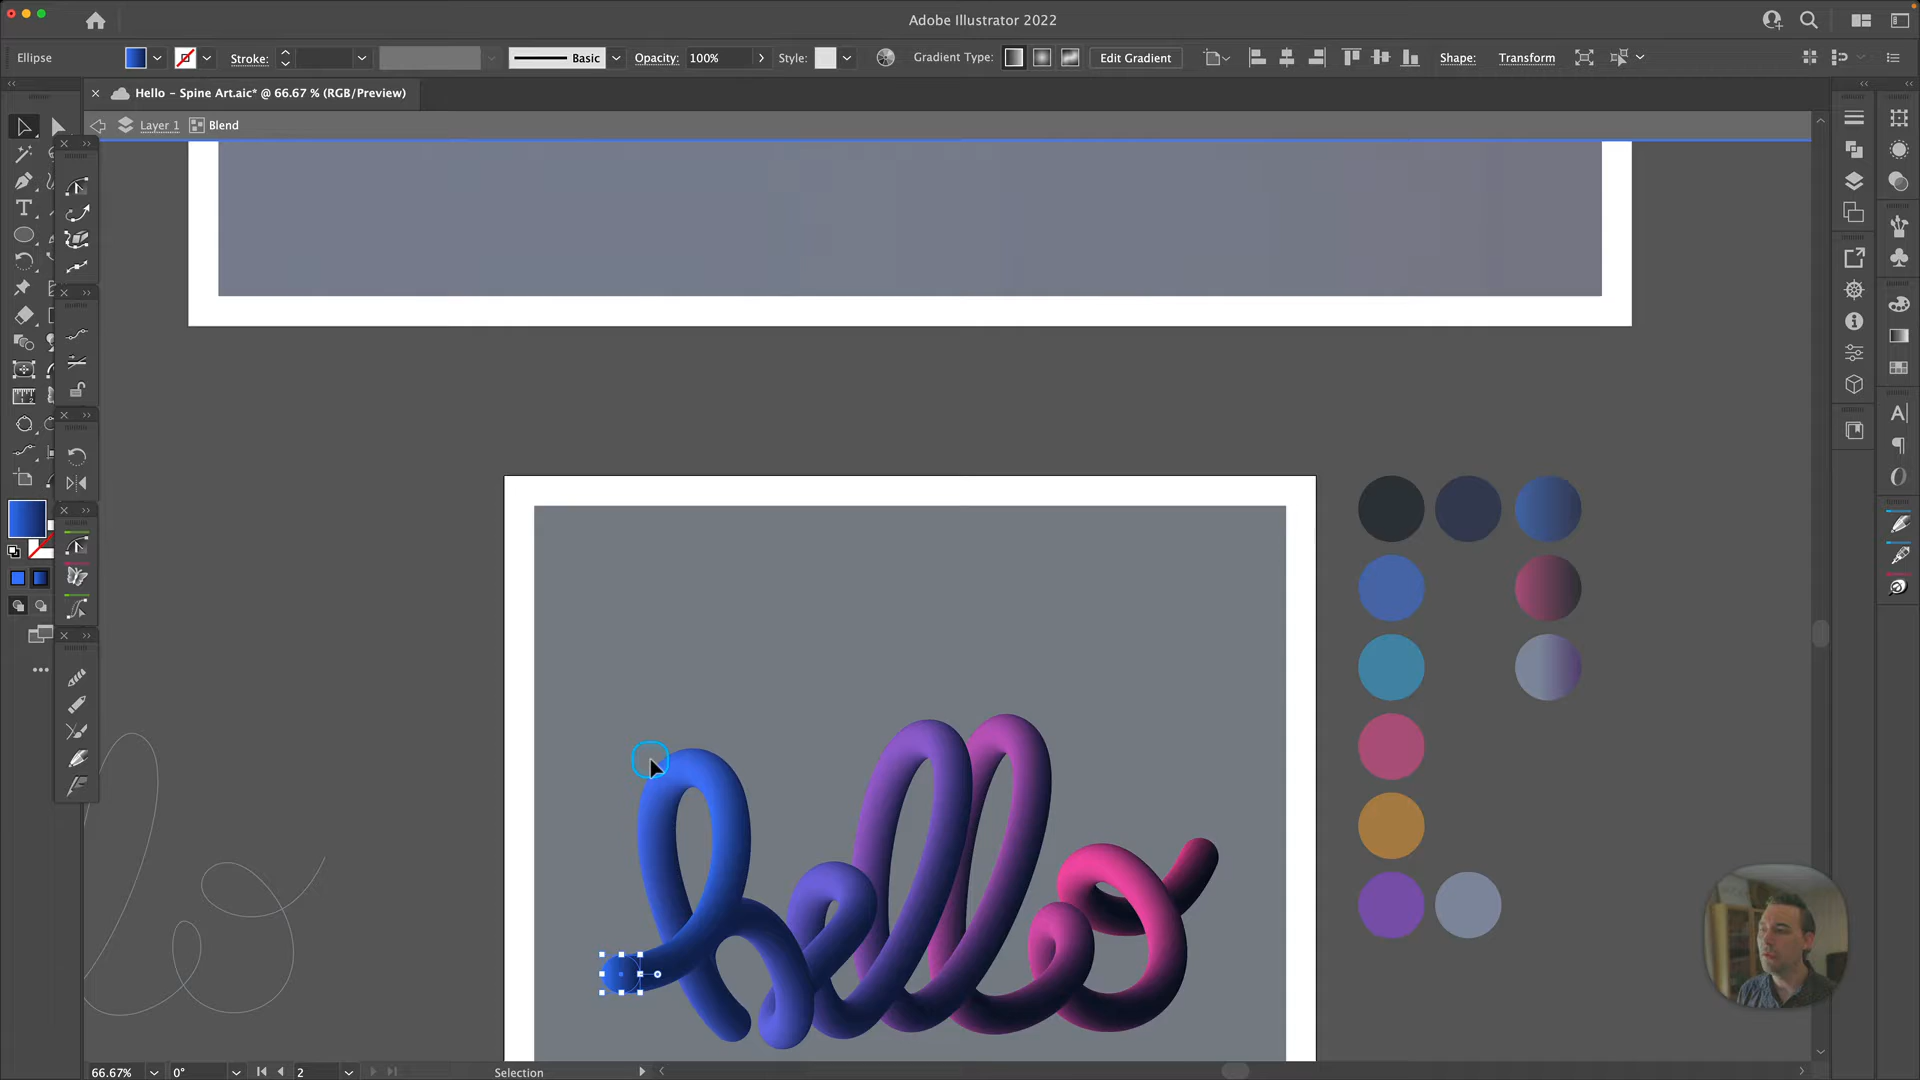 Adobe Illustrator 2022
Ellipse
Stroke:
Basic
Opacity:
100%
Style:
Gradient Type:
Edit Gradient
Shape:
Transform
Hello - Spine Art.aic* @ 66.67 % (RGB/Preview)
Layer 1
Blend
hello
66.67%
0°
2
Selection